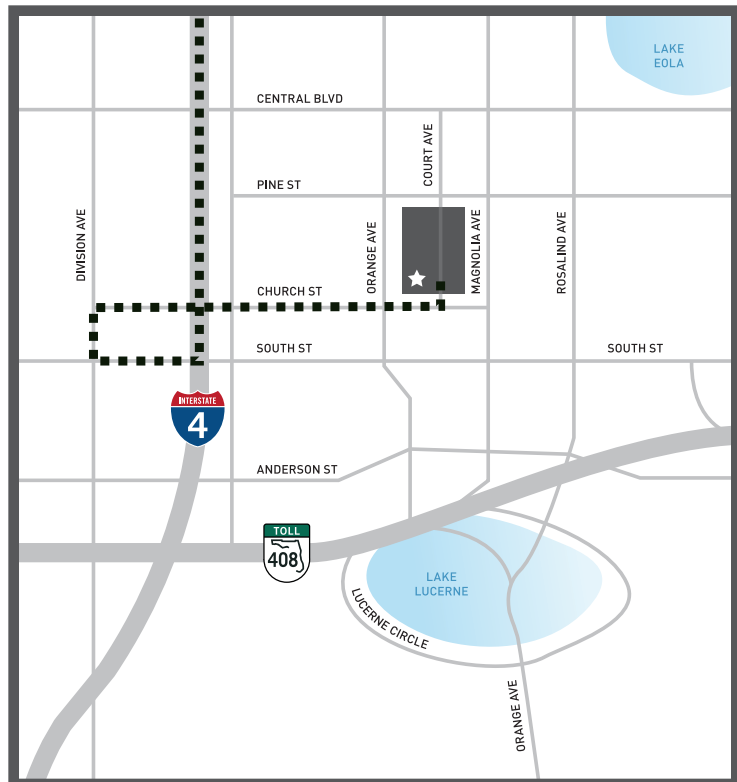 LAKE
EOLA
CENTRAL BLVD
COURT AVE
PINE ST
DIVISION AVE
ORANGE AVE
MAGNOLIA AVE
ROSALIND AVE
CHURCH ST
SOUTH ST
SOUTH ST
INTERSTATE
4
ANDERSON ST
TOLL
408
LAKE
LUCERNE
LUCERNE CIRCLE
ORANGE AVE